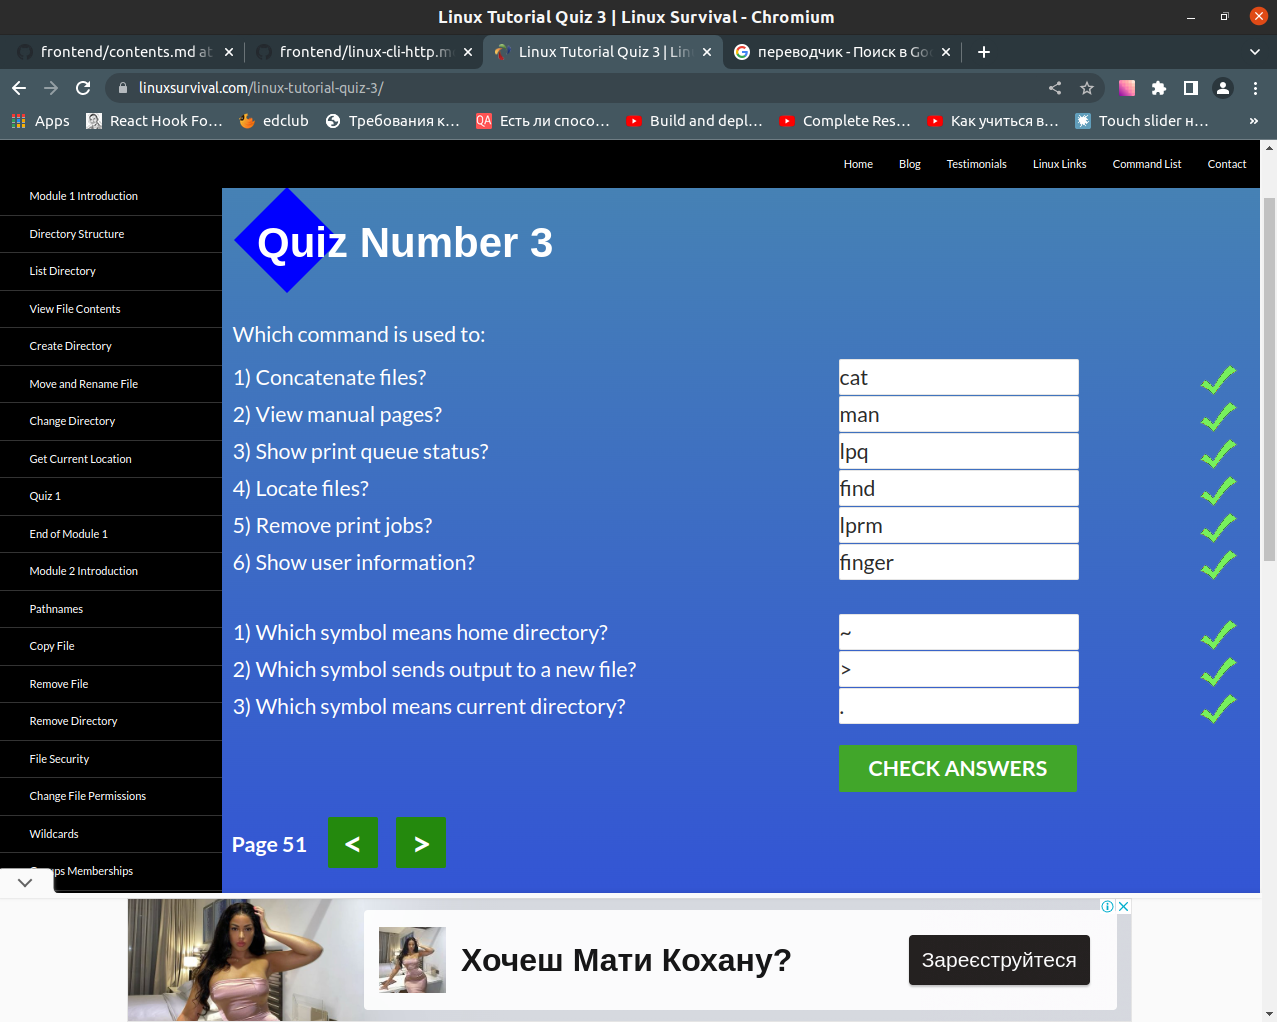 Linux Tutorial Quiz 3 | Linux Survival - Chromium
frontend/contents.md at
frontend/linux-cli-http.m
Linux Tutorial Quiz 3 | Lin
переводчик - Поиск в Go
linuxsurvival.com/linux-tutorial-quiz-3/
Apps
React Hook Fo...
edclub
Требования к...
QA
Есть ли спосо...
Build and depl...
Complete Res...
Как учиться в...
Touch slider н...
»
Home
Blog
Testimonials
Linux Links
Command List
Contact
Module 1 Introduction
Directory Structure
List Directory
View File Contents
Create Directory
Move and Rename File
Change Directory
Get Current Location
Quiz 1
End of Module 1
Module 2 Introduction
Pathnames
Copy File
Remove File
Remove Directory
File Security
Change File Permissions
Wildcards
Memberships
Quiz Number 3
Which command is used to:
1) Concatenate files?
cat
2) View manual pages?
man
3) Show print queue status?
lpq
4) Locate files?
find
5) Remove print jobs?
lprm
6) Show user information?
finger
1) Which symbol means home directory?
~
2) Which symbol sends output to a new file?
>
3) Which symbol means current directory?
.
CHECK ANSWERS
Page 51
<
>
Хочеш Мати Кохану?
Зареєструйтеся